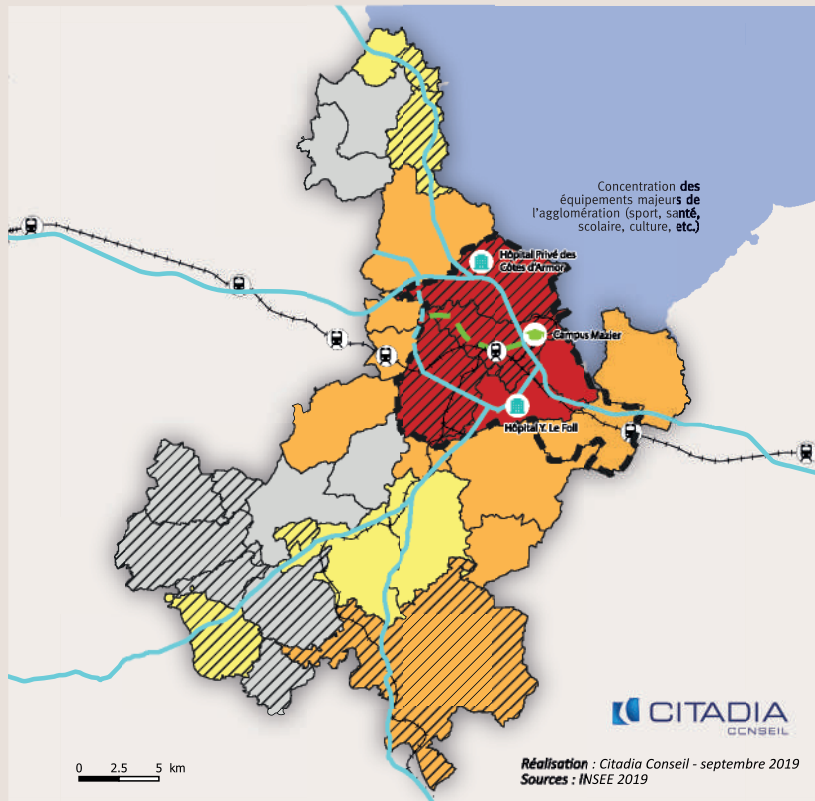 Concentration des
équipements majeurs de
l'agglomération (sport, santé,
scolaire, culture, etc.)
Hôpital Privé des
Côtes d'Armor
Campus Mazier
Hôpital Y. Le Foll
CITADIA
CONSEIL
0 2.5 5 km
Réalisation : Citadia Conseil - septembre 2019
Sources : INSEE 2019